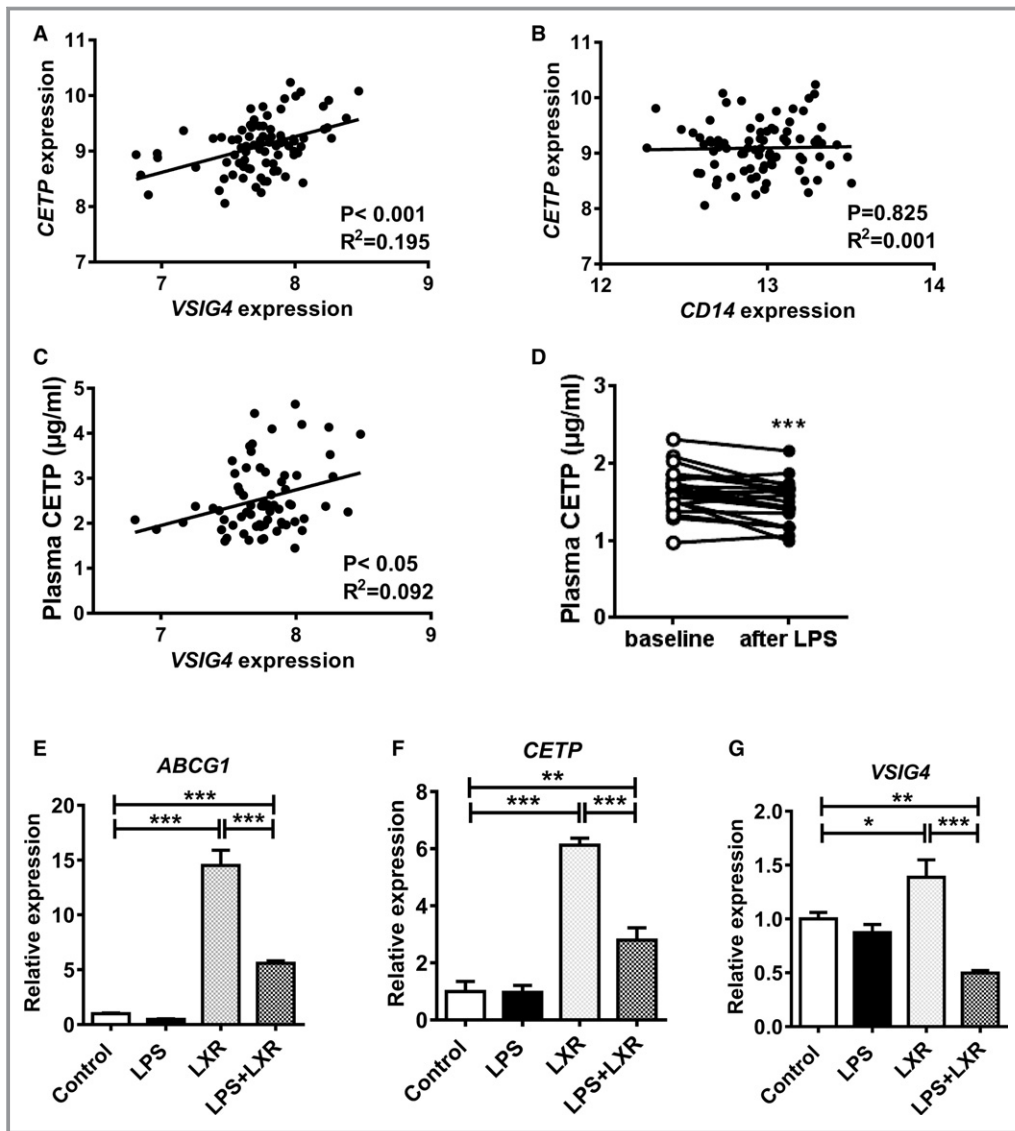 A
11
10
9
8
7
CETP expression
P< 0.001
R²=0.195
7 8 9
VSIG4 expression
B
11
10
9
8
7
CETP expression
P=0.825
R²=0.001
12 13 14
CD14 expression
C
5
4
3
2
1
0
Plasma CETP (µg/ml)
P< 0.05
R²=0.092
7 8 9
VSIG4 expression
D
3
2
1
0
Plasma CETP (µg/ml)
***
baseline after LPS
E
ABCG1
20
15
10
5
0
Relative expression
***
*** ***
Control LPS LXR LPS+LXR
F
CETP
8
6
4
2
0
Relative expression
**
*** ***
Control LPS LXR LPS+LXR
G
VSIG4
2.0
1.5
1.0
0.5
0.0
Relative expression
**
* ***
Control LPS LXR LPS+LXR